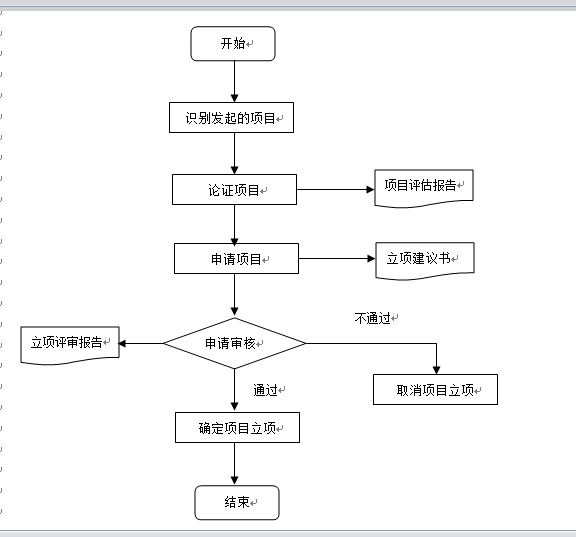 开始
识别发起的项目
论证项目
项目评估报告
申请项目
立项建议书
不通过
立项评审报告
申请审核
取消项目立项
通过
确定项目立项
结束